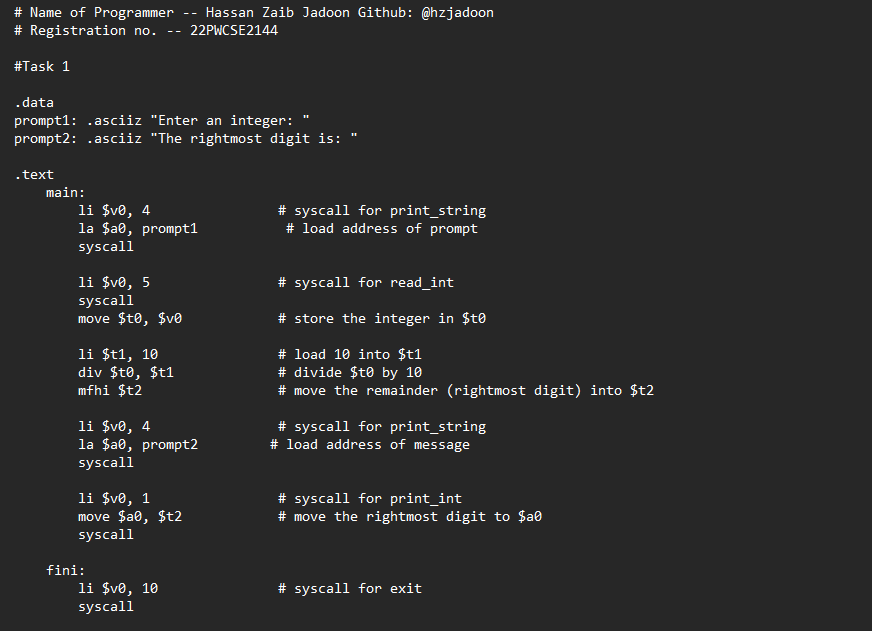 # Name of Programmer -- Hassan Zaib Jadoon Github: @hzjadoon
# Registration no. -- 22PWCSE2144
#Task 1
.data
prompt1: .asciiz "Enter an integer: "
prompt2: .asciiz "The rightmost digit is: "
.text
main:
li $v0, 4 # syscall for print_string
la $a0, prompt1 # load address of prompt
syscall
li $v0, 5 # syscall for read_int
syscall
move $t0, $v0 # store the integer in $t0
li $t1, 10 # load 10 into $t1
div $t0, $t1 # divide $t0 by 10
mfhi $t2 # move the remainder (rightmost digit) into $t2
li $v0, 4 # syscall for print_string
la $a0, prompt2 # load address of message
syscall
li $v0, 1 # syscall for print_int
move $a0, $t2 # move the rightmost digit to $a0
syscall
fini:
li $v0, 10 # syscall for exit
syscall